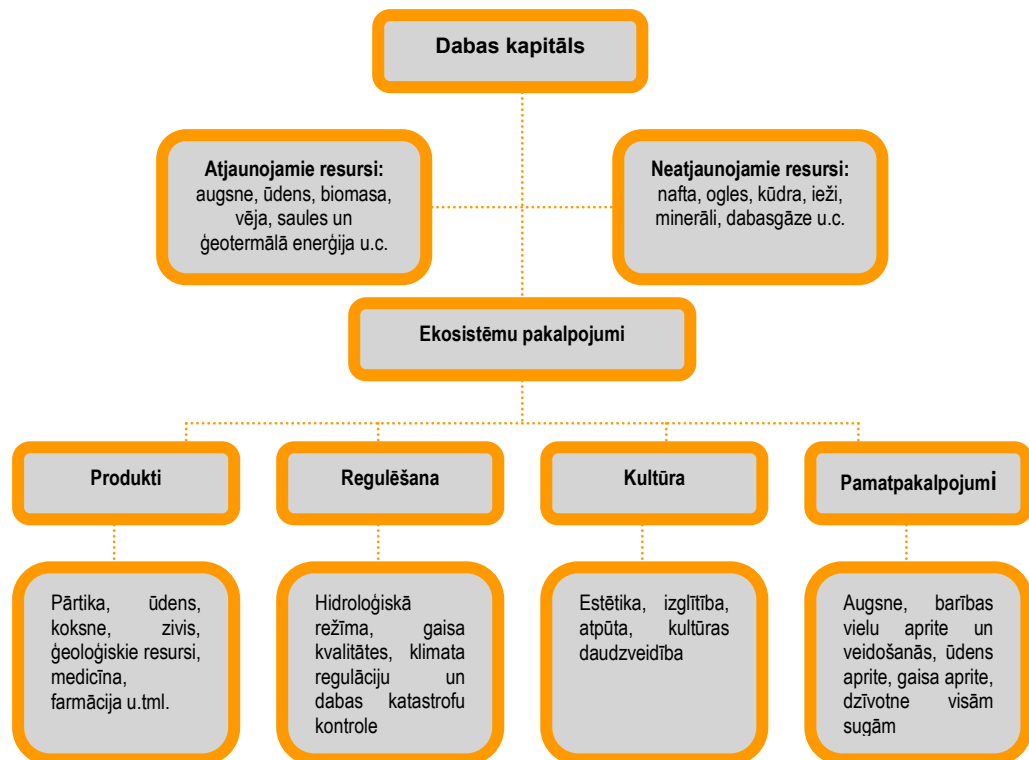 Dabas kapitāls
Atjaunojamie resursi:
augsne, ūdens, biomasa,
vēja, saules un
ģeotermālā enerģija u.c.
Neatjaunojamie resursi:
nafta, ogles, kūdra, ieži,
minerāli, dabasgāze u.c.
Ekosistēmu pakalpojumi
Produkti
Regulēšana
Kultūra
Pamatpakalpojumi
Pārtika, ūdens,
koksne, zivis,
ģeoloģiskie resursi,
medicīna,
farmācija u.tml.
Hidroloģiskā
režīma, gaisa
kvalitātes, klimata
regulāciju un
dabas katastrofu
kontrole
Estētika, izglītība,
atpūta, kultūras
daudzveidība
Augsne, barības
vielu aprite un
veidošanās, ūdens
aprite, gaisa aprite,
dzīvotne visām
sugām